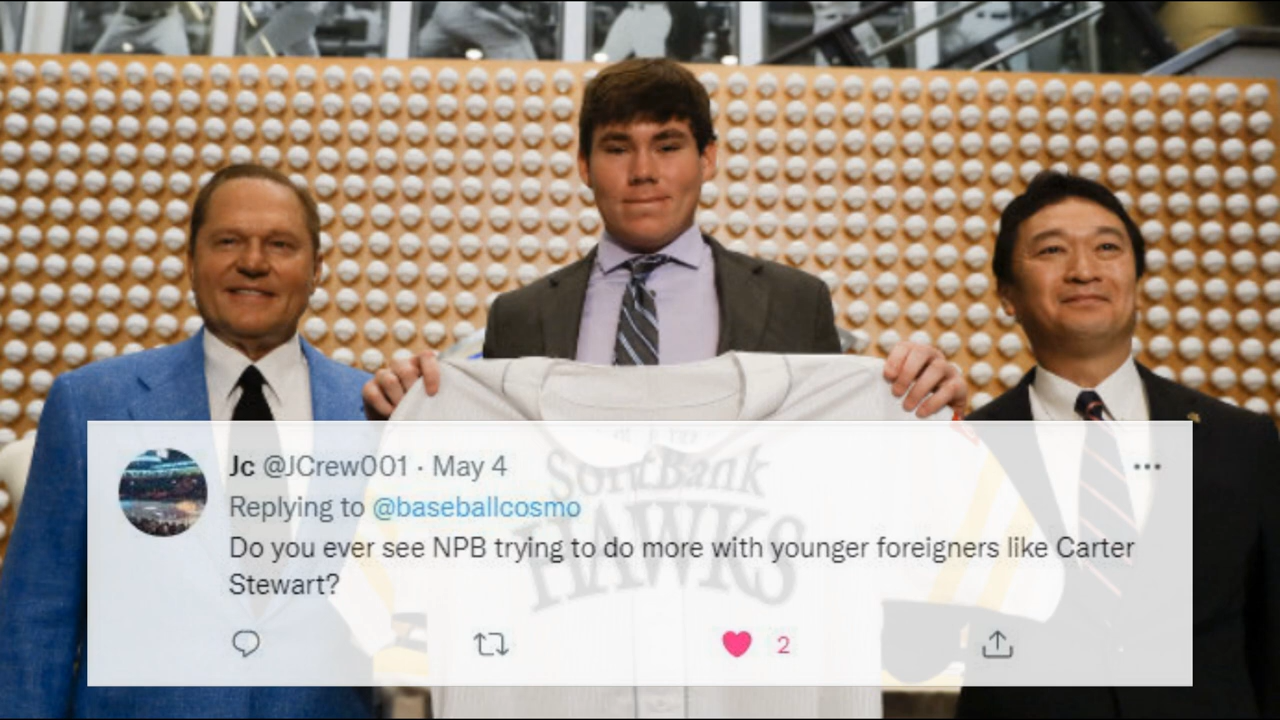 Jc @JCrew001 · May 4
Replying to @baseballcosmo
Do you ever see NPB trying to do more with younger foreigners like Carter
Stewart?
2
SoftBank
HAWKS